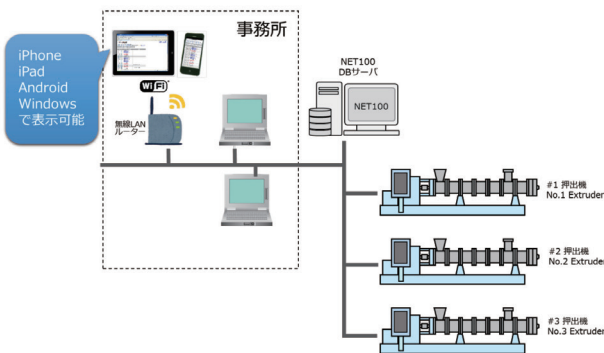 事務所
iPhone
iPad
Android
Windows
で表示可能
WiFi
無線LAN
ルーター
NET100
DBサーバ
NET100
#1 押出機
No.1 Extruder
#2 押出機
No.2 Extruder
#3 押出機
No.3 Extruder